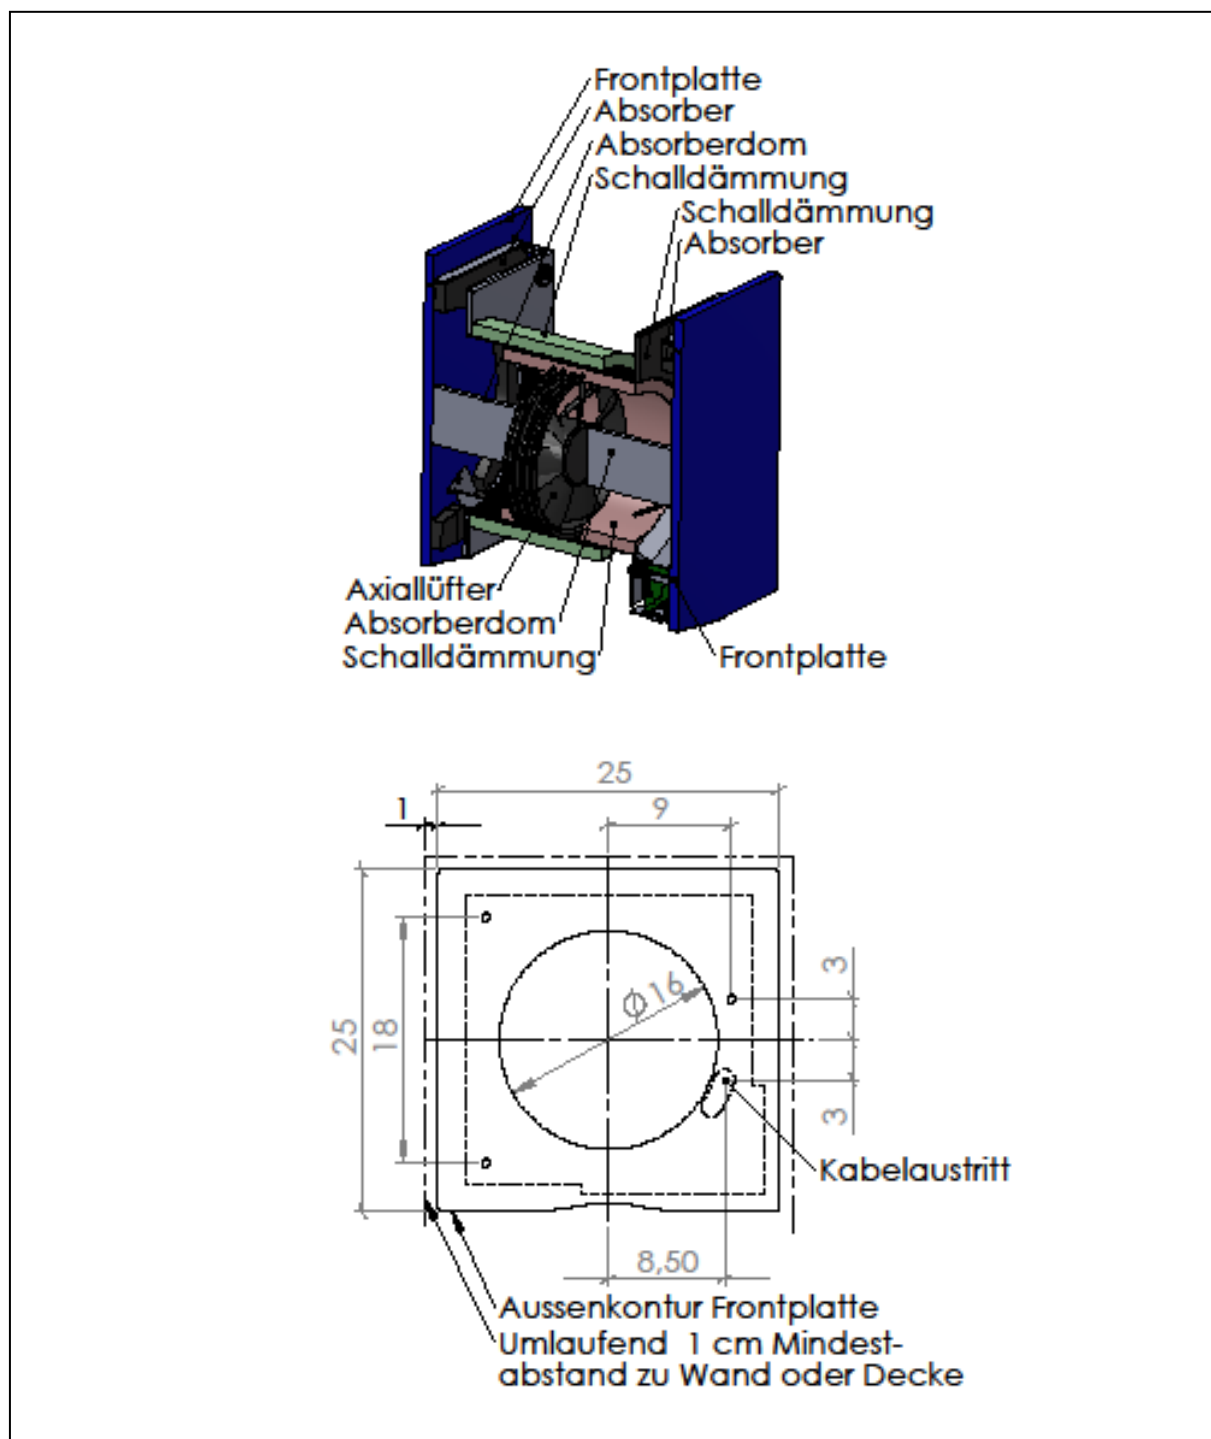 Frontplatte
Absorber
Absorberdom
Schalldämmung
Schalldämmung
Absorber
Axiallüfter
Absorberdom
Schalldämmung
Frontplatte
25
1
9
3
Ø 16
25
18
3
Kabelaustritt
8,50
Aussenkontur Frontplatte
Umlaufend 1 cm Mindest-
abstand zu Wand oder Decke